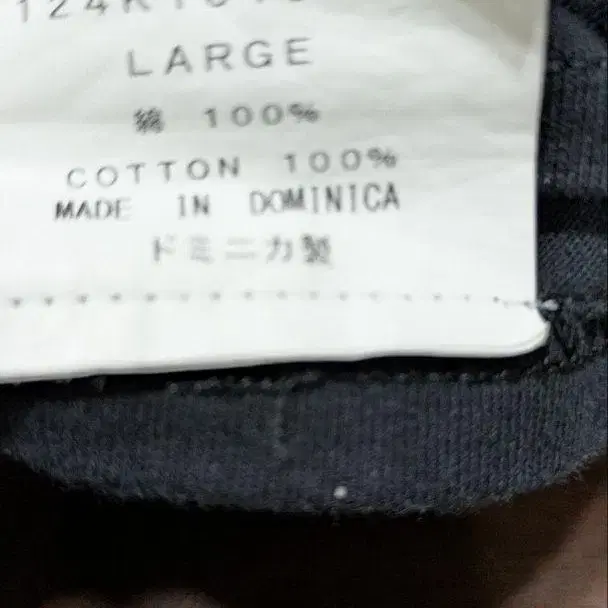 LARGE
綿 100%
COTTON 100%
MADE IN DOMINICA
ドミニカ製